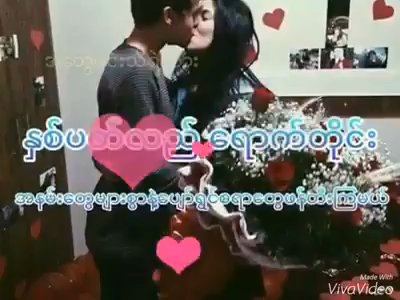 နှစ်ပတ်လည် ရောက်တိုင်း
အနမ်းတွေများစွာနဲ့ပျော်ရွှင်စရာတွေဖန်တီးကြမယ်
Made With
VivaVideo